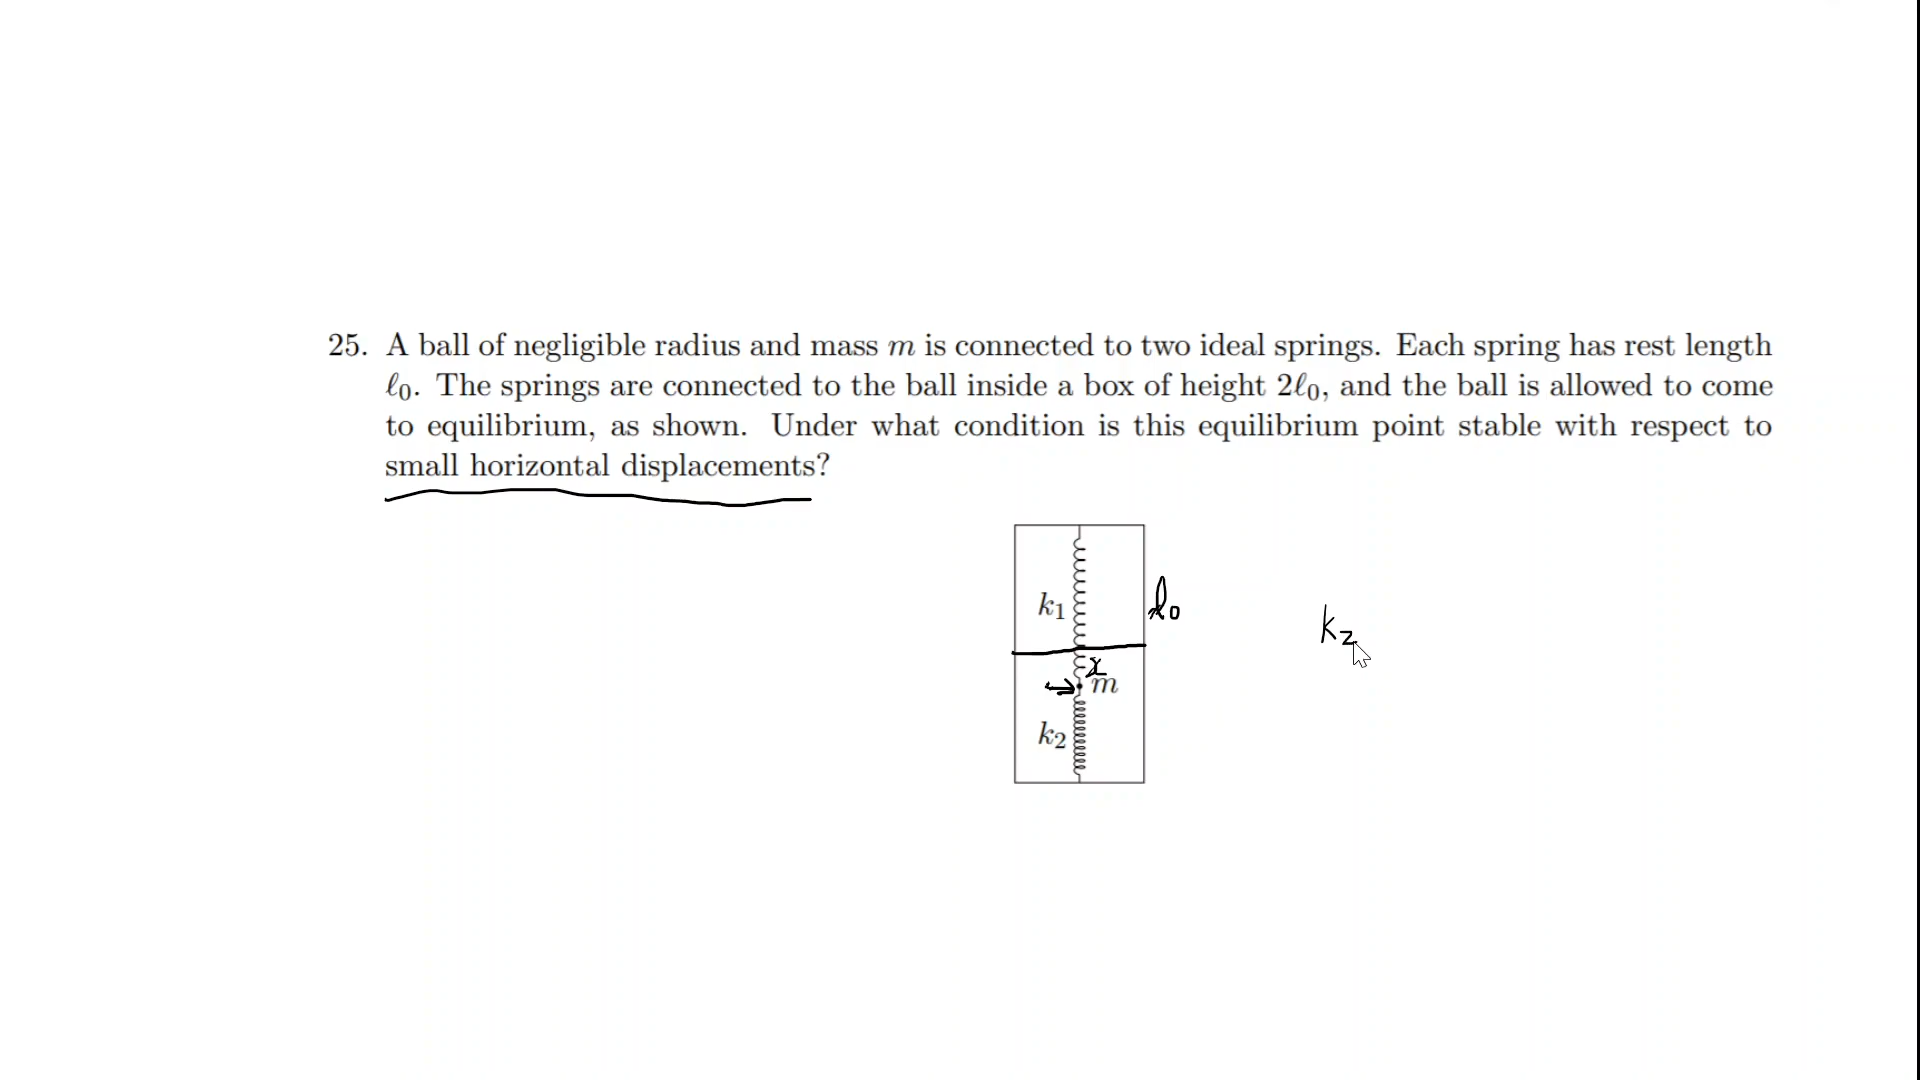 25. A ball of negligible radius and mass m is connected to two ideal springs. Each spring has rest length
ℓ₀. The springs are connected to the ball inside a box of height 2ℓ₀, and the ball is allowed to come
to equilibrium, as shown. Under what condition is this equilibrium point stable with respect to
small horizontal displacements?
k₁
ℓ₀
k₂
x
m
k₂